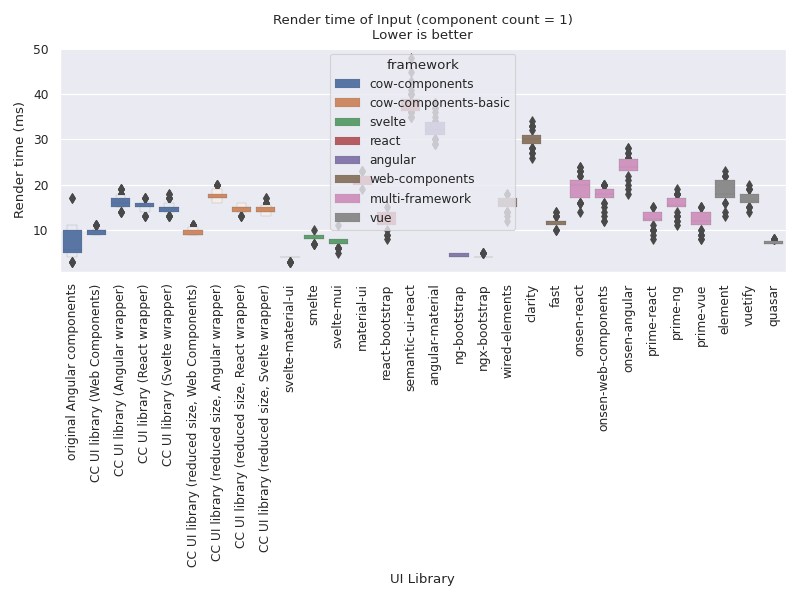 Render time of Input (component count = 1)
Lower is better
Render time (ms)
50
40
30
20
10
framework
cow-components
cow-components-basic
svelte
react
angular
web-components
multi-framework
vue
original Angular components
CC UI library (Web Components)
CC UI library (Angular wrapper)
CC UI library (React wrapper)
CC UI library (Svelte wrapper)
CC UI library (reduced size, Web Components)
CC UI library (reduced size, Angular wrapper)
CC UI library (reduced size, React wrapper)
CC UI library (reduced size, Svelte wrapper)
svelte-material-ui
smelte
svelte-mui
material-ui
react-bootstrap
semantic-ui-react
angular-material
ng-bootstrap
ngx-bootstrap
wired-elements
clarity
fast
onsen-react
onsen-web-components
onsen-angular
prime-react
prime-ng
prime-vue
element
vuetify
quasar
UI Library